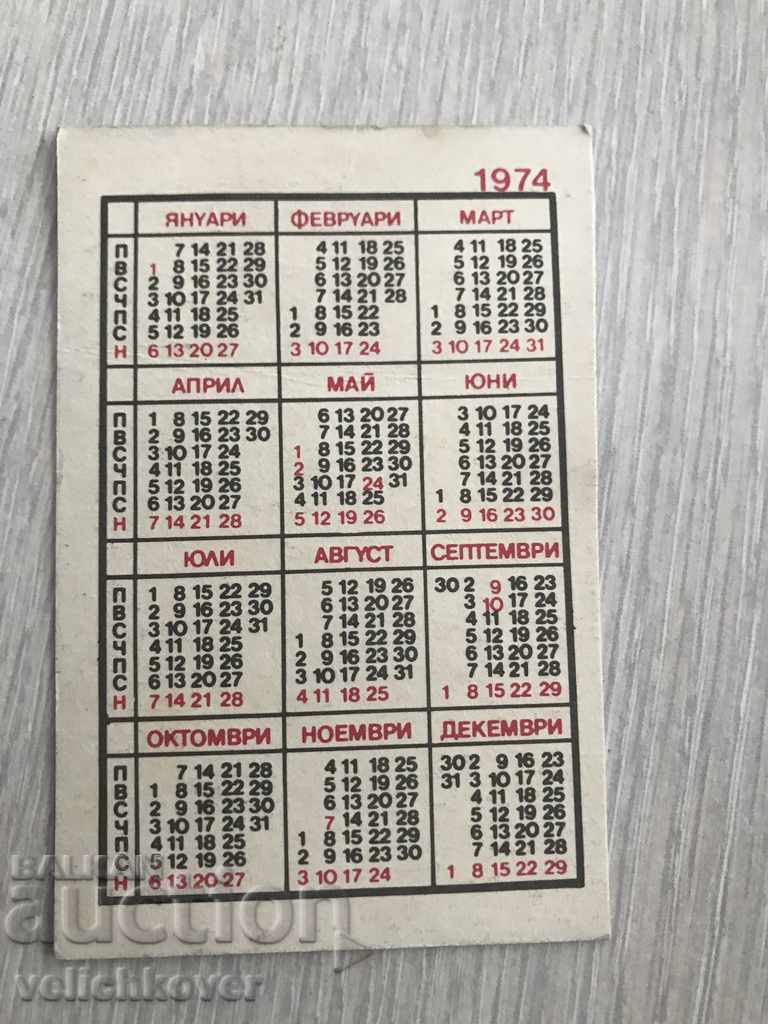 1974
ЯНУАРИ ФЕВРУАРИ МАРТ
П 7 14 21 28 4 11 18 25 4 11 18 25
В 1 8 15 22 29 5 12 19 26 5 12 19 26
С 2 9 16 23 30 6 13 20 27 6 13 20 27
Ч 3 10 17 24 31 7 14 21 28 7 14 21 28
П 4 11 18 25 1 8 15 22 1 8 15 22 29
С 5 12 19 26 2 9 16 23 2 9 16 23 30
Н 6 13 20 27 3 10 17 24 3 10 17 24 31
АПРИЛ МАЙ ЮНИ
П 1 8 15 22 29 6 13 20 27 3 10 17 24
В 2 9 16 23 30 7 14 21 28 4 11 18 25
С 3 10 17 24 1 8 15 22 29 5 12 19 26
Ч 4 11 18 25 2 9 16 23 30 6 13 20 27
П 5 12 19 26 3 10 17 24 31 7 14 21 28
С 6 13 20 27 4 11 18 25 1 8 15 22 29
Н 7 14 21 28 5 12 19 26 2 9 16 23 30
ЮЛИ АВГУСТ СЕПТЕМВРИ
П 1 8 15 22 29 5 12 19 26 30 2 9 16 23
В 2 9 16 23 30 6 13 20 27 3 10 17 24
С 3 10 17 24 31 7 14 21 28 4 11 18 25
Ч 4 11 18 25 1 8 15 22 29 5 12 19 26
П 5 12 19 26 2 9 16 23 30 6 13 20 27
С 6 13 20 27 3 10 17 24 31 7 14 21 28
Н 7 14 21 28 4 11 18 25 1 8 15 22 29
ОКТОМВРИ НОЕМВРИ ДЕКЕМВРИ
П 7 14 21 28 4 11 18 25 30 2 9 16 23
В 1 8 15 22 29 5 12 19 26 31 3 10 17 24
С 2 9 16 23 30 6 13 20 27 4 11 18 25
Ч 3 10 17 24 31 7 14 21 28 5 12 19 26
П 4 11 18 25 1 8 15 22 29 6 13 20 27
С 5 12 19 26 2 9 16 23 30 7 14 21 28
Н 6 13 20 27 3 10 17 24 1 8 15 22 29
auction
velichkover